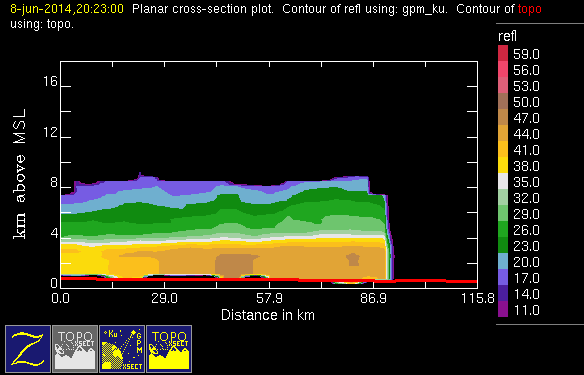 8-jun-2014,20:23:00 Planar cross-section plot. Contour of refl using: gpm_ku. Contour of topo
using: topo.
refl
59.0
56.0
53.0
50.0
47.0
44.0
41.0
38.0
35.0
32.0
29.0
26.0
23.0
20.0
17.0
14.0
11.0
km above MSL
16
12
8
4
0
0.0 29.0 57.9 86.9 115.8
Distance in km
Z
TOPO
XSECT
"Ku"
GPM
XSECT
TOPO
XSECT